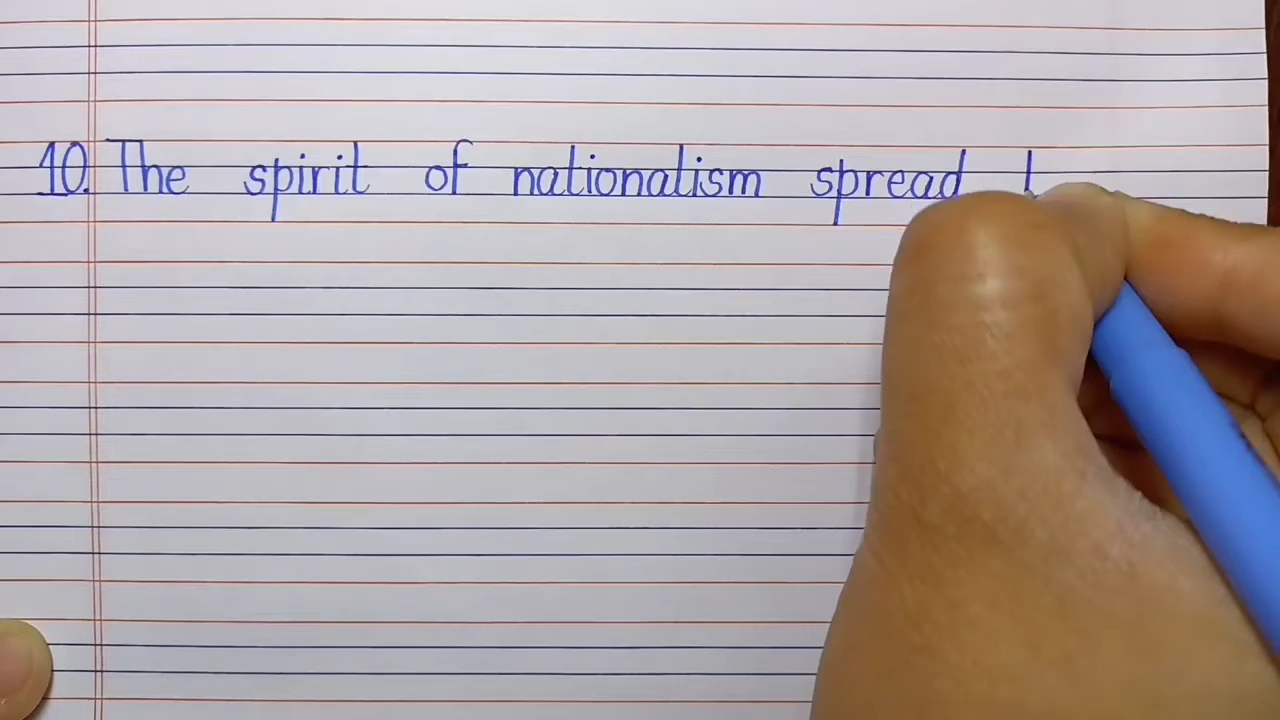 10. The spirit of nationalism spread